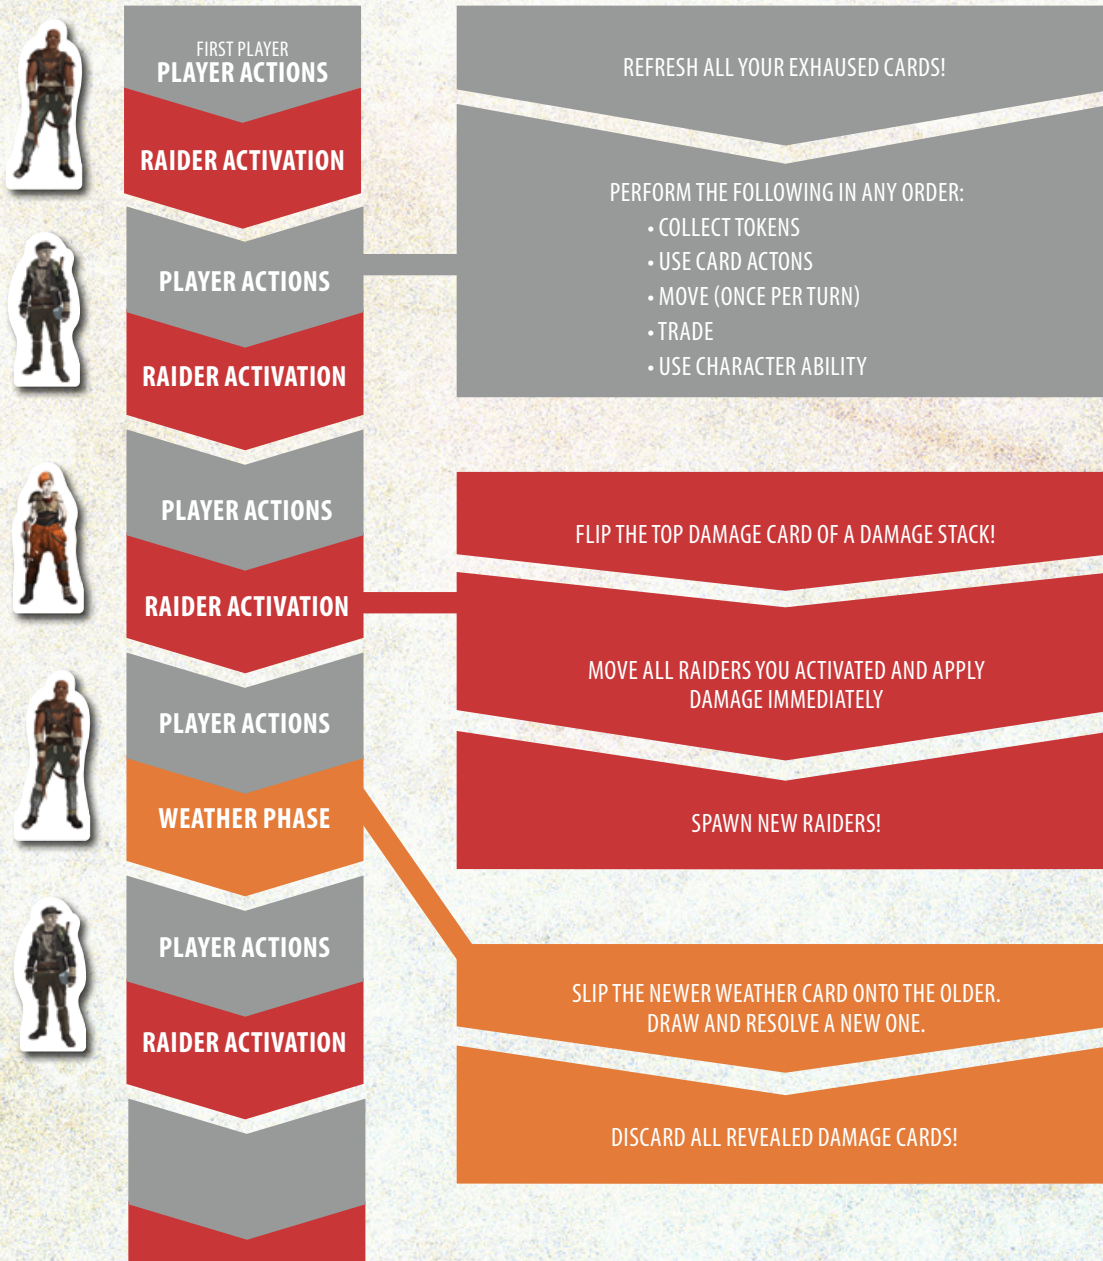 FIRST PLAYER
PLAYER ACTIONS
RAIDER ACTIVATION
PLAYER ACTIONS
RAIDER ACTIVATION
PLAYER ACTIONS
RAIDER ACTIVATION
PLAYER ACTIONS
WEATHER PHASE
PLAYER ACTIONS
RAIDER ACTIVATION
REFRESH ALL YOUR EXHAUSED CARDS!
PERFORM THE FOLLOWING IN ANY ORDER:
• COLLECT TOKENS
• USE CARD ACTONS
• MOVE (ONCE PER TURN)
• TRADE
• USE CHARACTER ABILITY
FLIP THE TOP DAMAGE CARD OF A DAMAGE STACK!
MOVE ALL RAIDERS YOU ACTIVATED AND APPLY
DAMAGE IMMEDIATELY
SPAWN NEW RAIDERS!
SLIP THE NEWER WEATHER CARD ONTO THE OLDER.
DRAW AND RESOLVE A NEW ONE.
DISCARD ALL REVEALED DAMAGE CARDS!